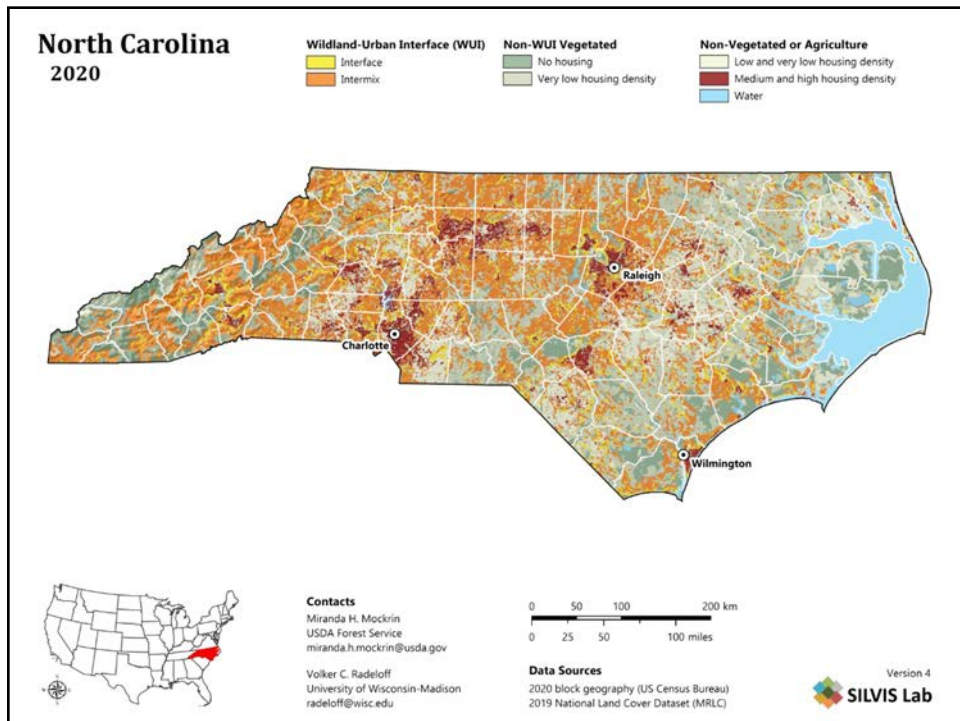 North Carolina
2020
Wildland-Urban Interface (WUI)
Interface
Intermix
Non-WUI Vegetated
No housing
Very low housing density
Non-Vegetated or Agriculture
Low and very low housing density
Medium and high housing density
Water
Raleigh
Charlotte
Wilmington
Contacts
Miranda H. Mockrin
USDA Forest Service
miranda.h.mockrin@usda.gov
Volker C. Radeloff
University of Wisconsin-Madison
radeloff@wisc.edu
0 50 100 200 km
0 25 50 100 miles
Data Sources
2020 block geography (US Census Bureau)
2019 National Land Cover Dataset (MRLC)
Version 4
SILVIS Lab